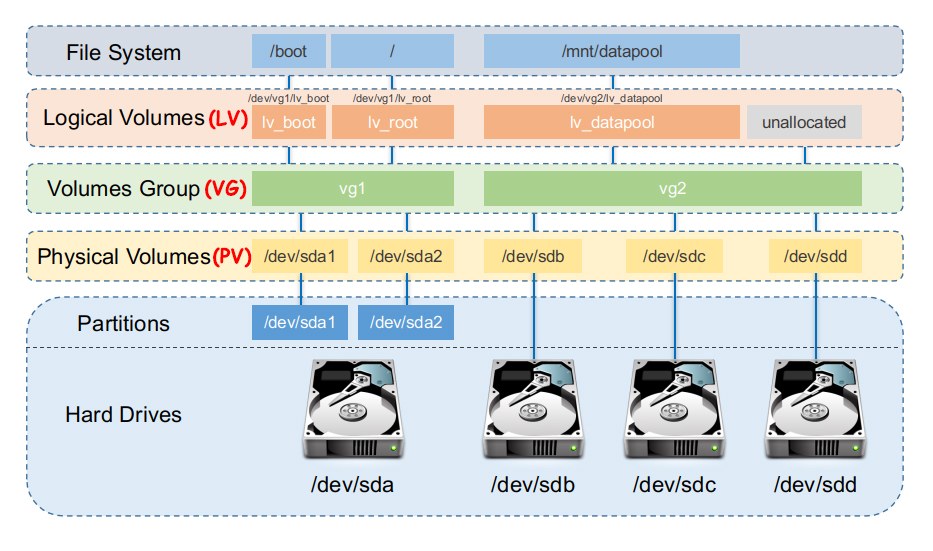 File System
/boot
/
/mnt/datapool
/dev/vg1/lv_boot
/dev/vg1/lv_root
/dev/vg2/lv_datapool
Logical Volumes (LV)
lv_boot
lv_root
lv_datapool
unallocated
Volumes Group (VG)
vg1
vg2
Physical Volumes(PV)
/dev/sda1
/dev/sda2
/dev/sdb
/dev/sdc
/dev/sdd
Partitions
/dev/sda1
/dev/sda2
Hard Drives
/dev/sda
/dev/sdb
/dev/sdc
/dev/sdd